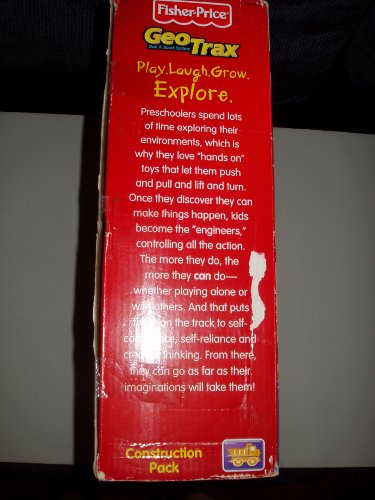 Fisher-Price
GeoTrax
Rail & Road System
Play.Laugh.Grow.
Explore.
Preschoolers spend lots
of time exploring their
environments, which is
why they love "hands on"
toys that let them push
and pull and lift and turn.
Once they discover they can
make things happen, kids
become the "engineers,"
controlling all the action.
The more they do, the
more they can do—
whether playing alone or
with others. And that puts
on the track to self-
self-reliance and
thinking. From there,
they can go as far as their
imaginations will take them!
Construction
Pack